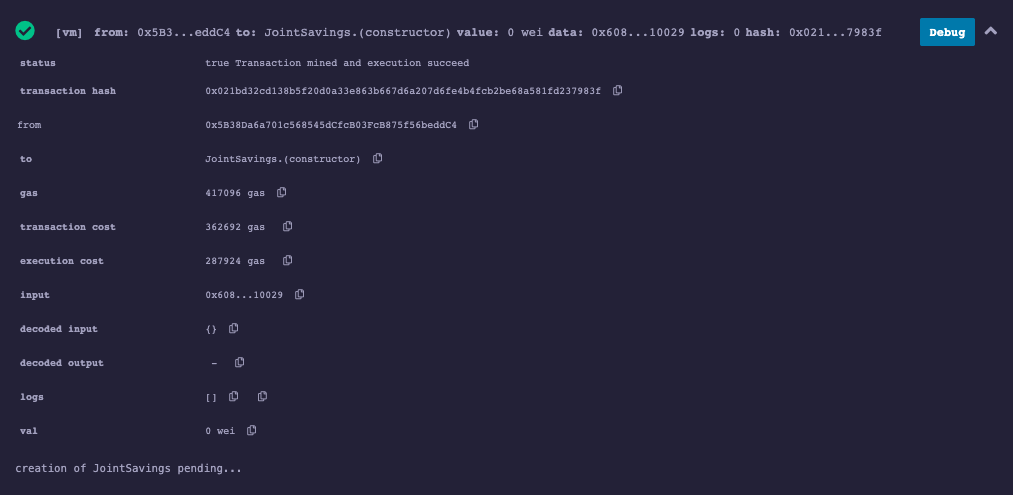 [vm] from: 0x5B3...eddC4 to: JointSavings.(constructor) value: 0 wei data: 0x608...10029 logs: 0 hash: 0x021...7983f Debug
status true Transaction mined and execution succeed
transaction hash 0x021bd32cd138b5f20d0a33e863b667d6a207d6fe4b4fcb2be68a581fd237983f
from 0x5B38Da6a701c568545dCfcB03FcB875f56beddC4
to JointSavings.(constructor)
gas 417096 gas
transaction cost 362692 gas
execution cost 287924 gas
input 0x608...10029
decoded input {}
decoded output -
logs []
val 0 wei
creation of JointSavings pending...